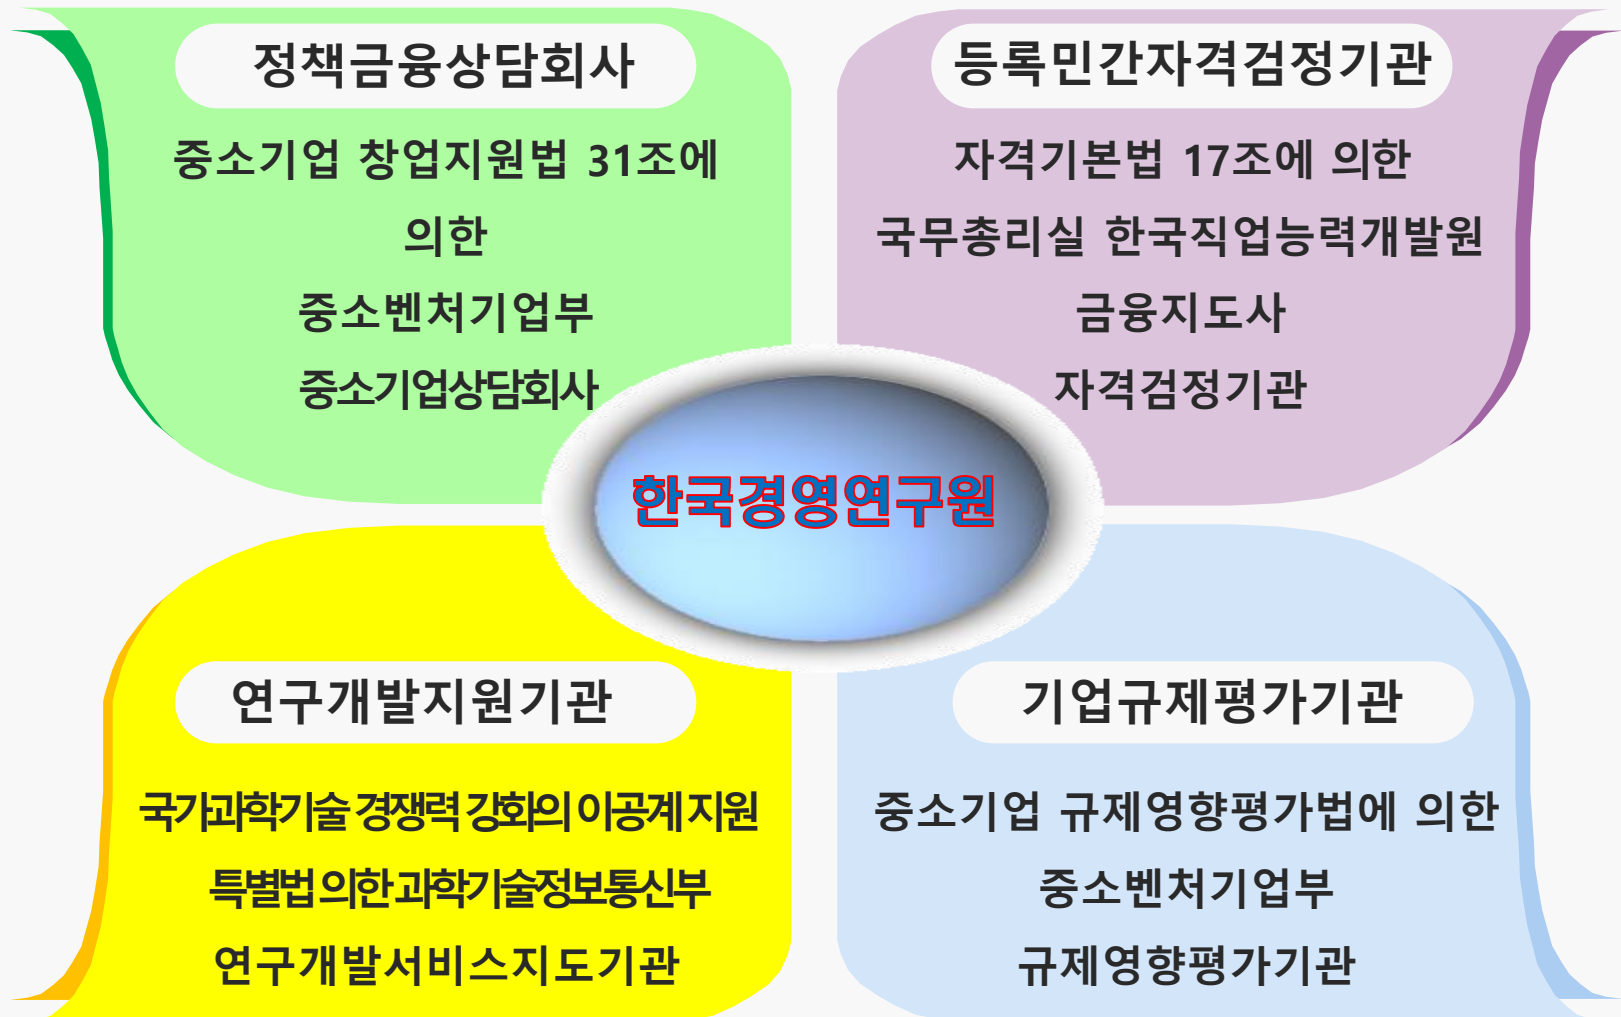 정책금융상담회사
중소기업 창업지원법 31조에
의한
중소벤처기업부
중소기업상담회사
등록민간자격검정기관
자격기본법 17조에 의한
국무총리실 한국직업능력개발원
금융지도사
자격검정기관
한국경영연구원
연구개발지원기관
국가과학기술 경쟁력 강화의 이공계 지원
특별법 의한 과학기술정보통신부
연구개발서비스지도기관
기업규제평가기관
중소기업 규제영향평가법에 의한
중소벤처기업부
규제영향평가기관